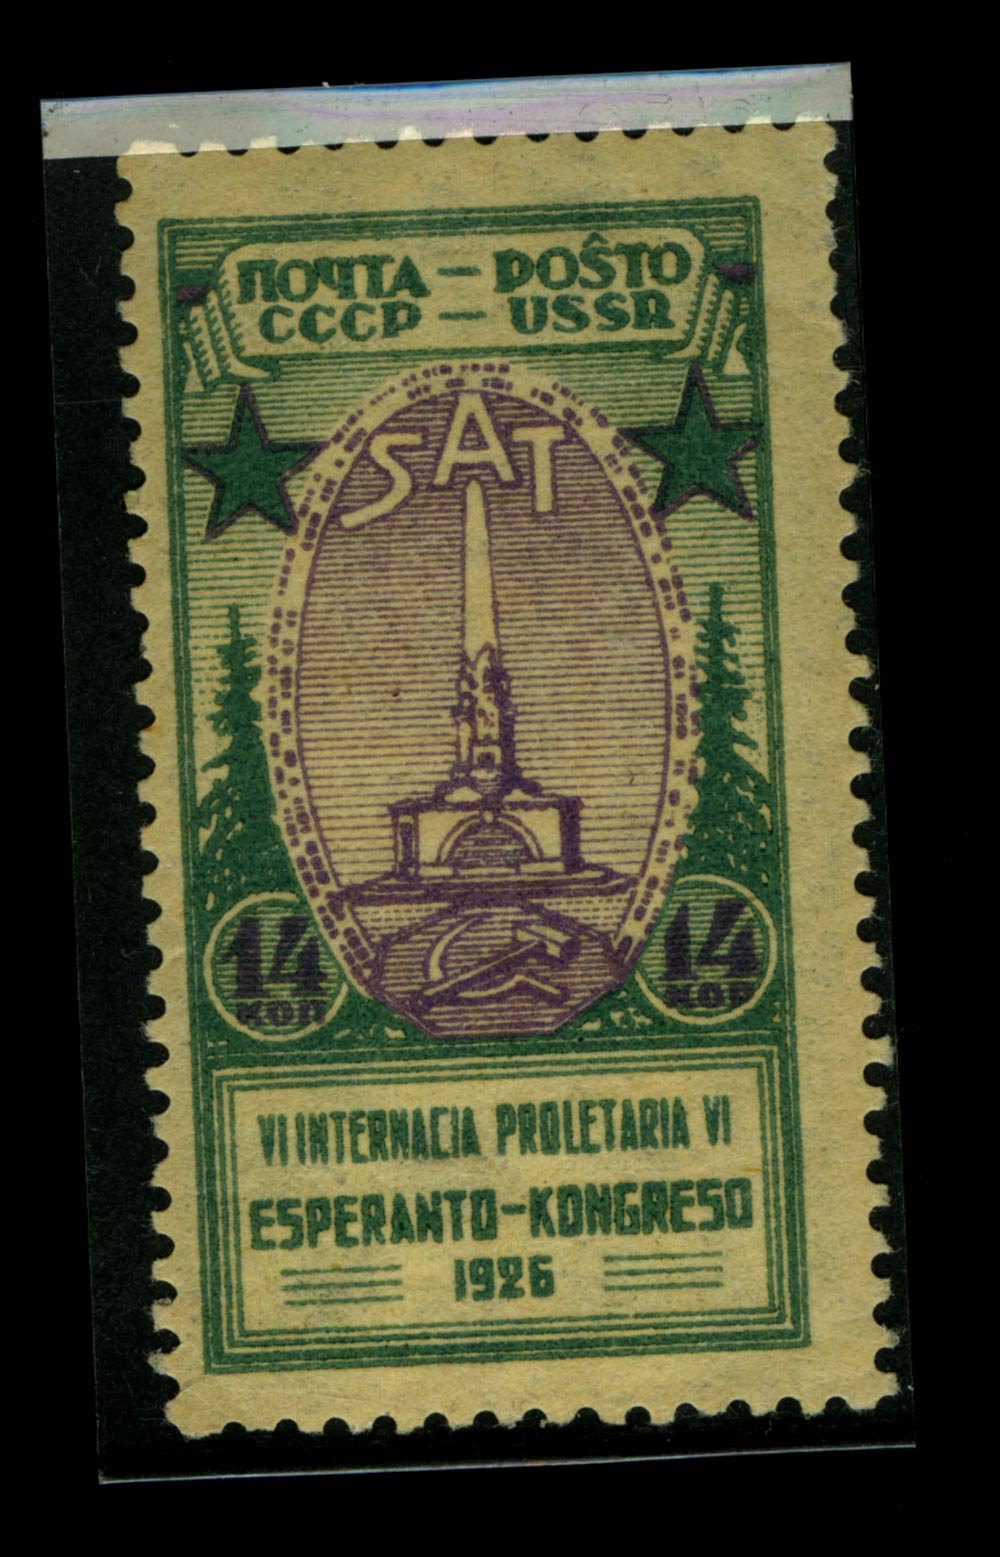 ПОЧТА — POŜTO
СССР — USSR
SAT
14 14
КОП КОП
VI INTERNACIA PROLETARIA VI
ESPERANTO-KONGRESO
1926